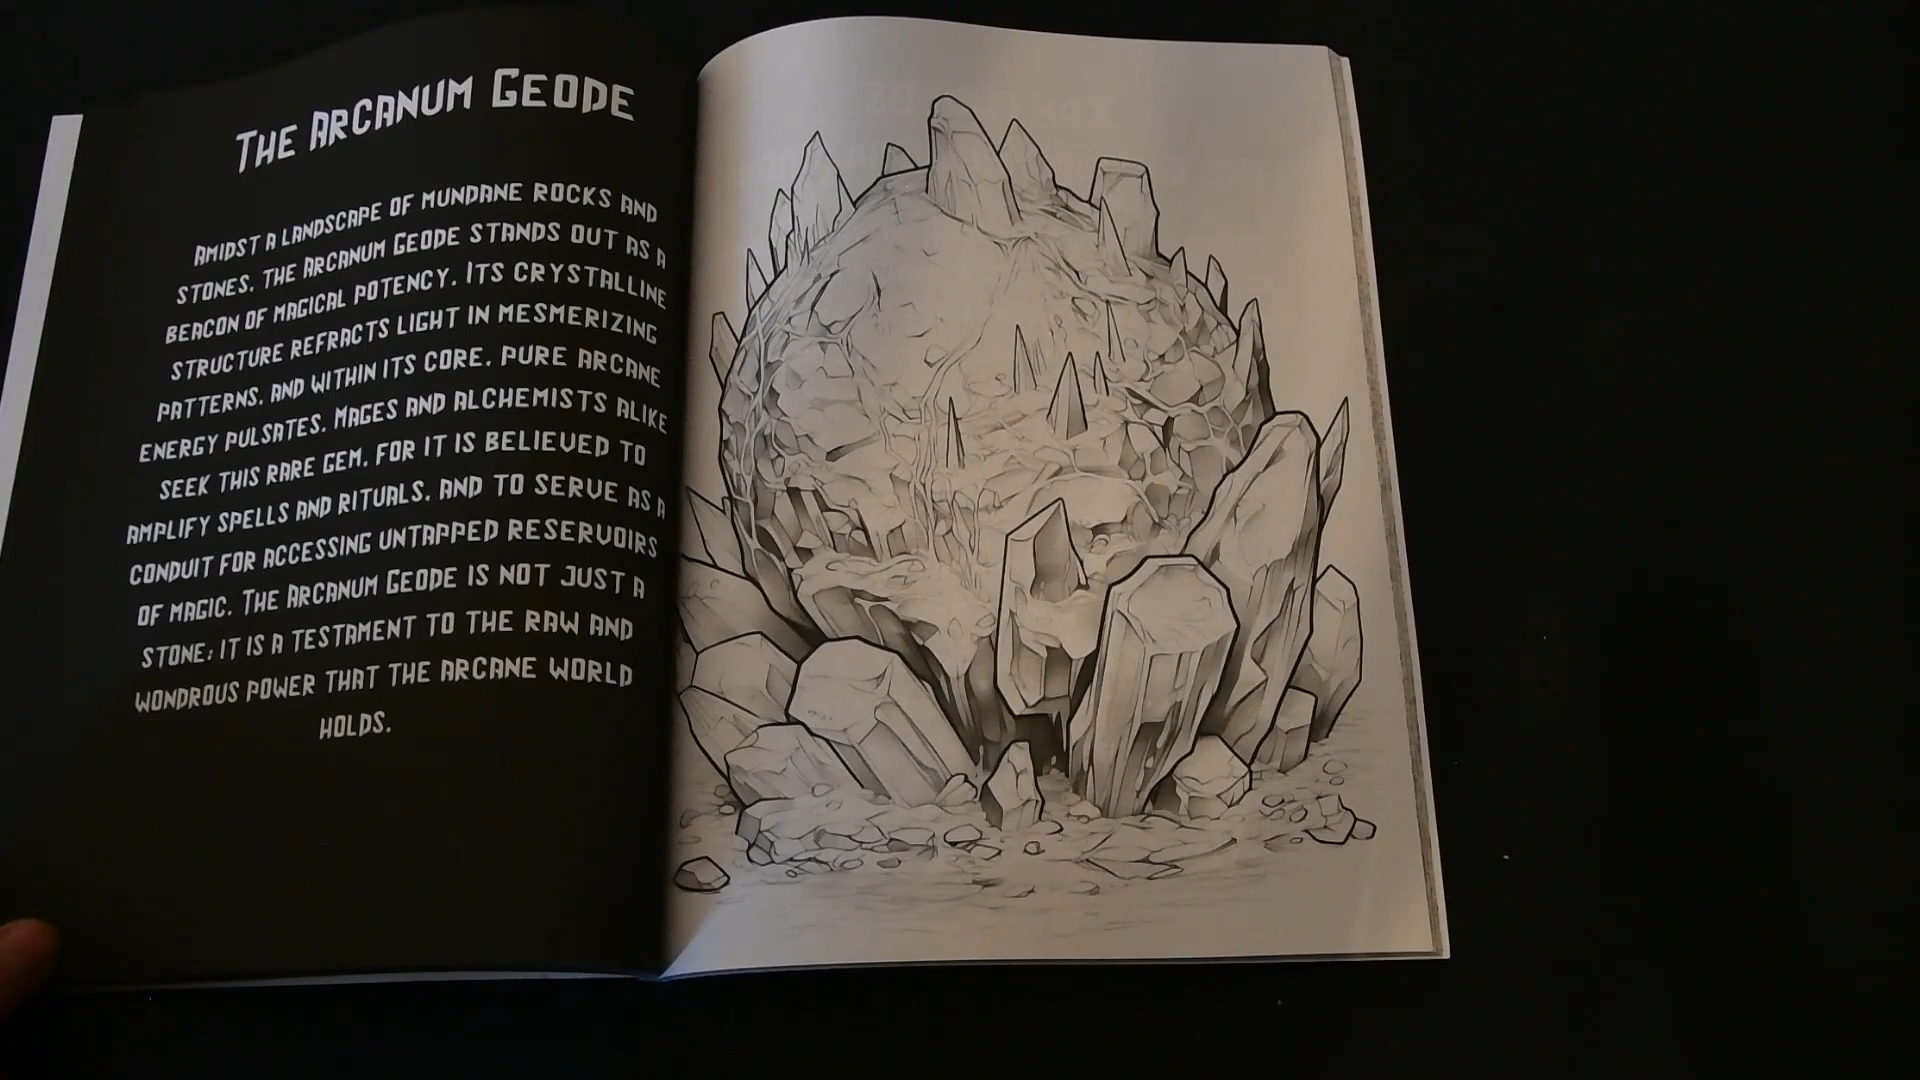 The Arcanum Geode
Amidst a landscape of mundane rocks and
stones, the Arcanum Geode stands out as a
beacon of magical potency. Its crystalline
structure refracts light in mesmerizing
patterns, and within its core, pure arcane
energy pulsates. Mages and alchemists alike
seek this rare gem, for it is believed to
amplify spells and rituals, and to serve as a
conduit for accessing untapped reservoirs
of magic. The Arcanum Geode is not just a
stone; it is a testament to the raw and
wondrous power that the arcane world
holds.